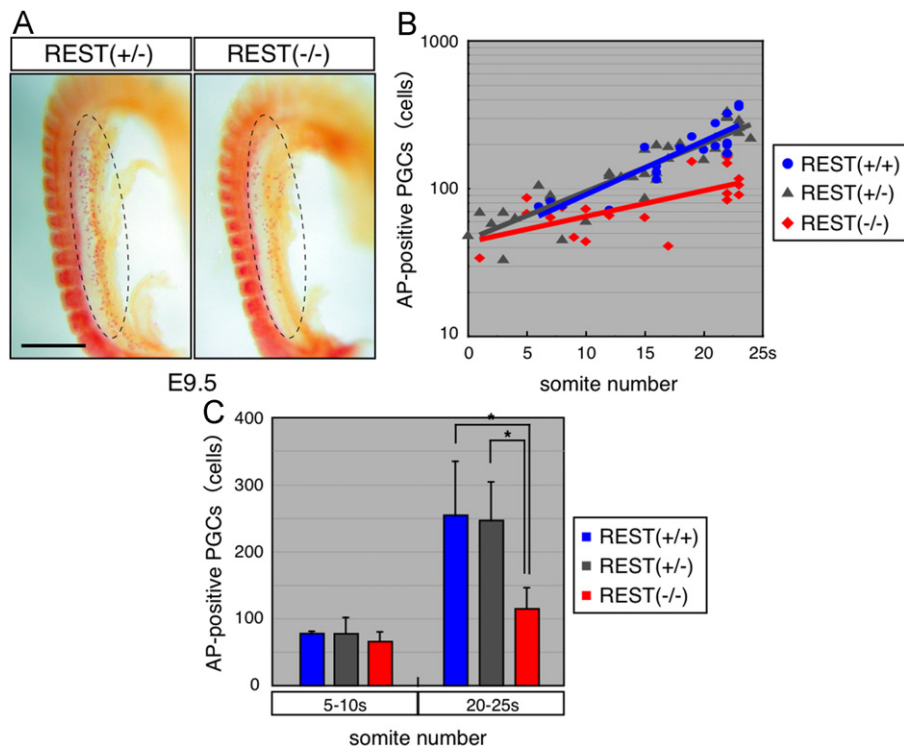 A
REST(+/-)
REST(-/-)
E9.5
B
AP-positive PGCs (cells)
1000
100
10
0
5
10
15
20
25s
somite number
REST(+/+)
REST(+/-)
REST(-/-)
C
AP-positive PGCs (cells)
400
300
200
100
0
*
*
5-10s
20-25s
somite number
REST(+/+)
REST(+/-)
REST(-/-)